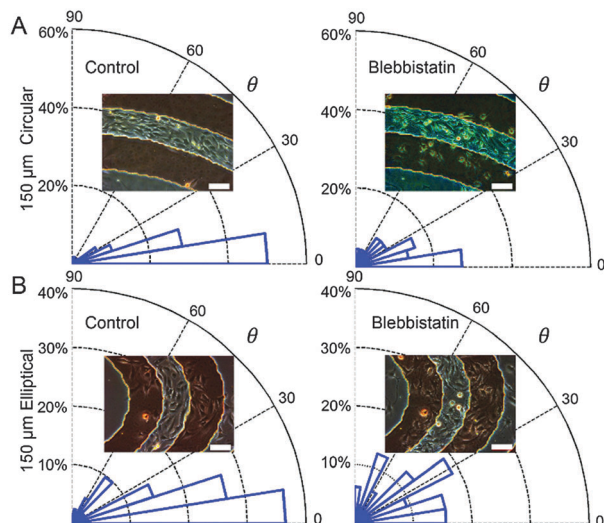 A
90
60%
40%
20%
150 µm Circular
Control
60
θ
30
0
90
60%
40%
20%
Blebbistatin
60
θ
30
0
B
90
40%
30%
20%
10%
150 µm Elliptical
Control
60
θ
30
0
90
40%
30%
20%
10%
Blebbistatin
60
θ
30
0